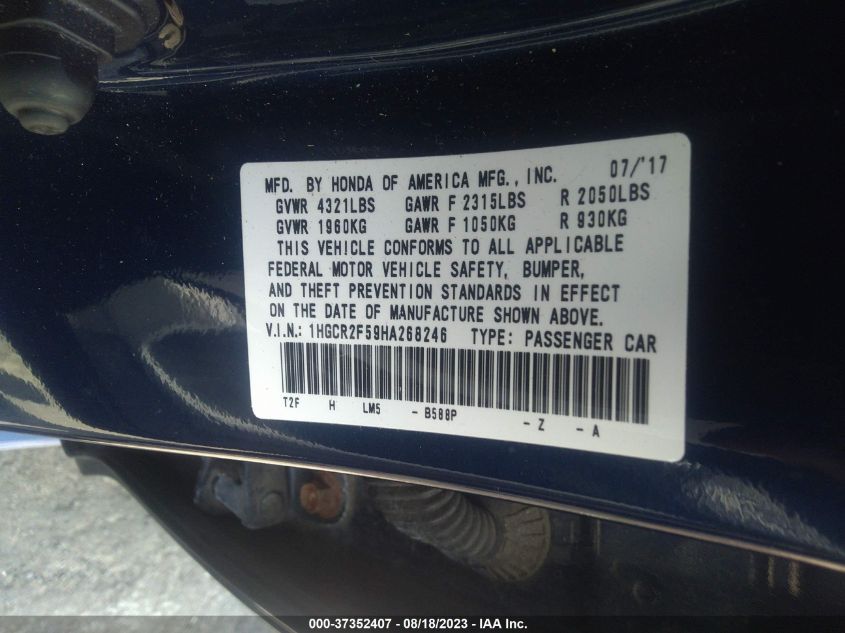 07/'17
MFD. BY HONDA OF AMERICA MFG., INC.
GVWR 4321LBS GAWR F 2315LBS R 2050LBS
GVWR 1960KG GAWR F 1050KG R 930KG
THIS VEHICLE CONFORMS TO ALL APPLICABLE
FEDERAL MOTOR VEHICLE SAFETY, BUMPER,
AND THEFT PREVENTION STANDARDS IN EFFECT
ON THE DATE OF MANUFACTURE SHOWN ABOVE.
V.I.N.: 1HGCR2F59HA268246 TYPE: PASSENGER CAR
T2F H LM5 - B588P - Z - A
000-37352407 - 08/18/2023 - IAA Inc.